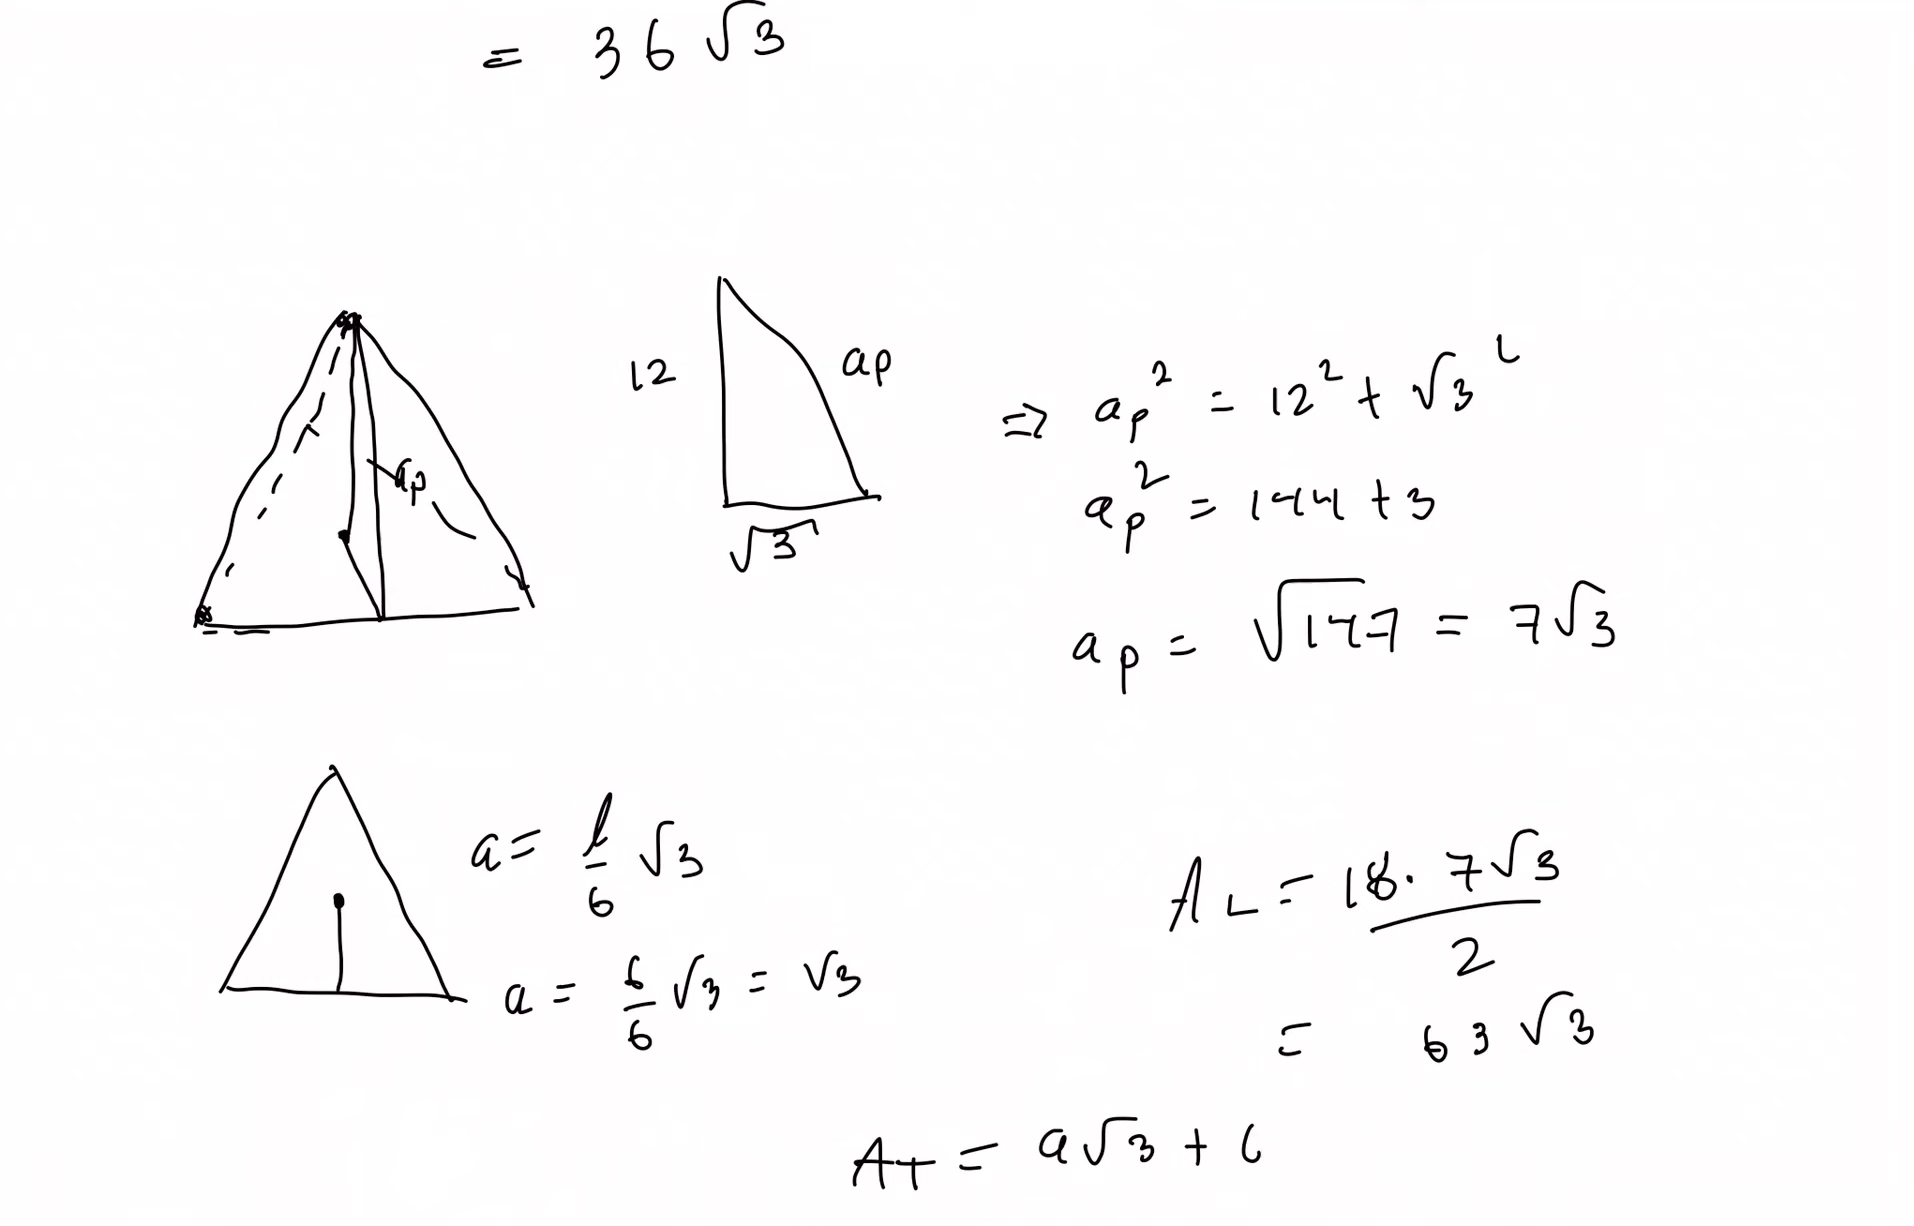 = 36 √3
12
ap
ap
√3
⇒ ap² = 12² + √3²
ap² = 144 + 3
ap = √147 = 7√3
a = l/6 √3
a = 6/6 √3 = √3
AL = 18. 7√3 / 2
= 63 √3
AT = 9√3 + 6